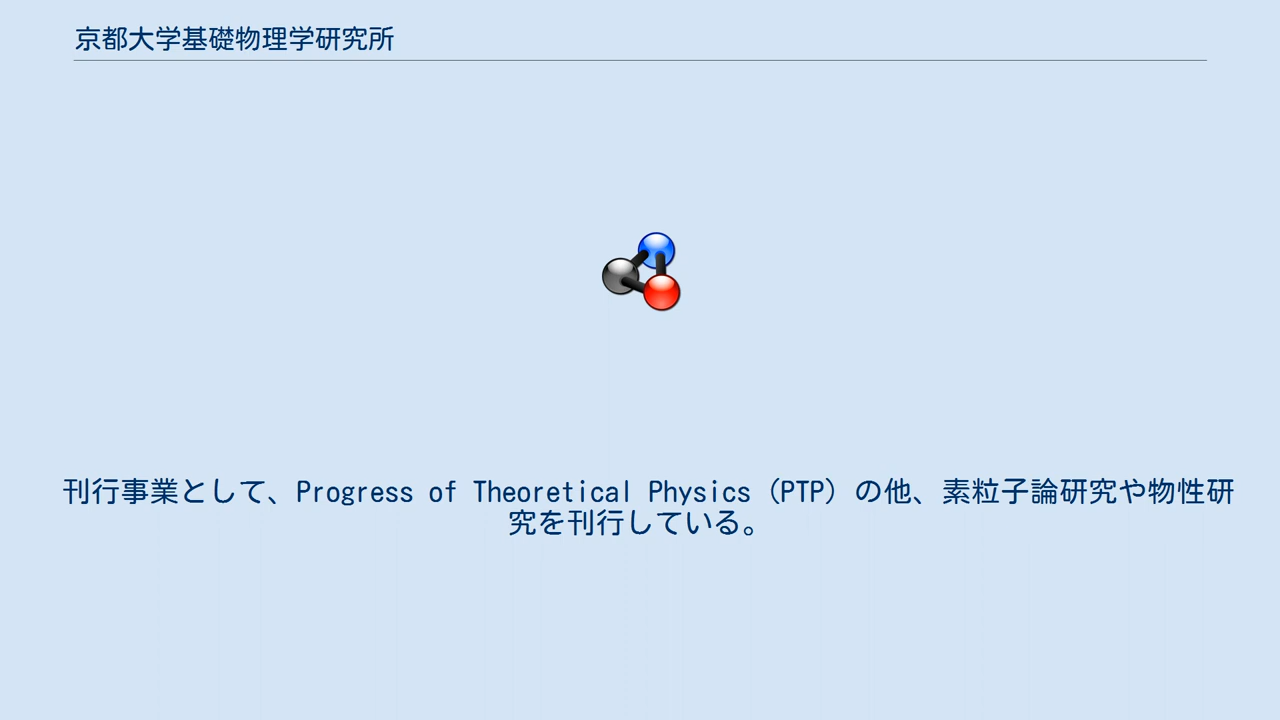 京都大学基礎物理学研究所
刊行事業として、Progress of Theoretical Physics（PTP）の他、素粒子論研究や物性研
究を刊行している。